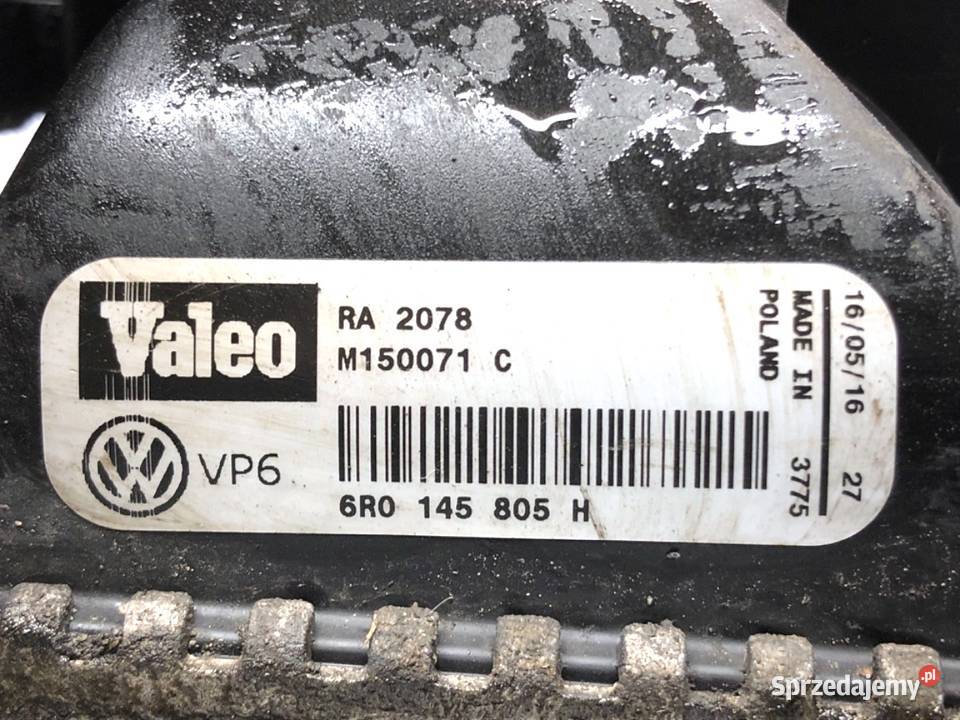 Valeo
RA 2078
M150071 C
VP6
6R0 145 805 H
16/05/16 27
MADE IN 3775
POLAND
Sprzedajemy.pl